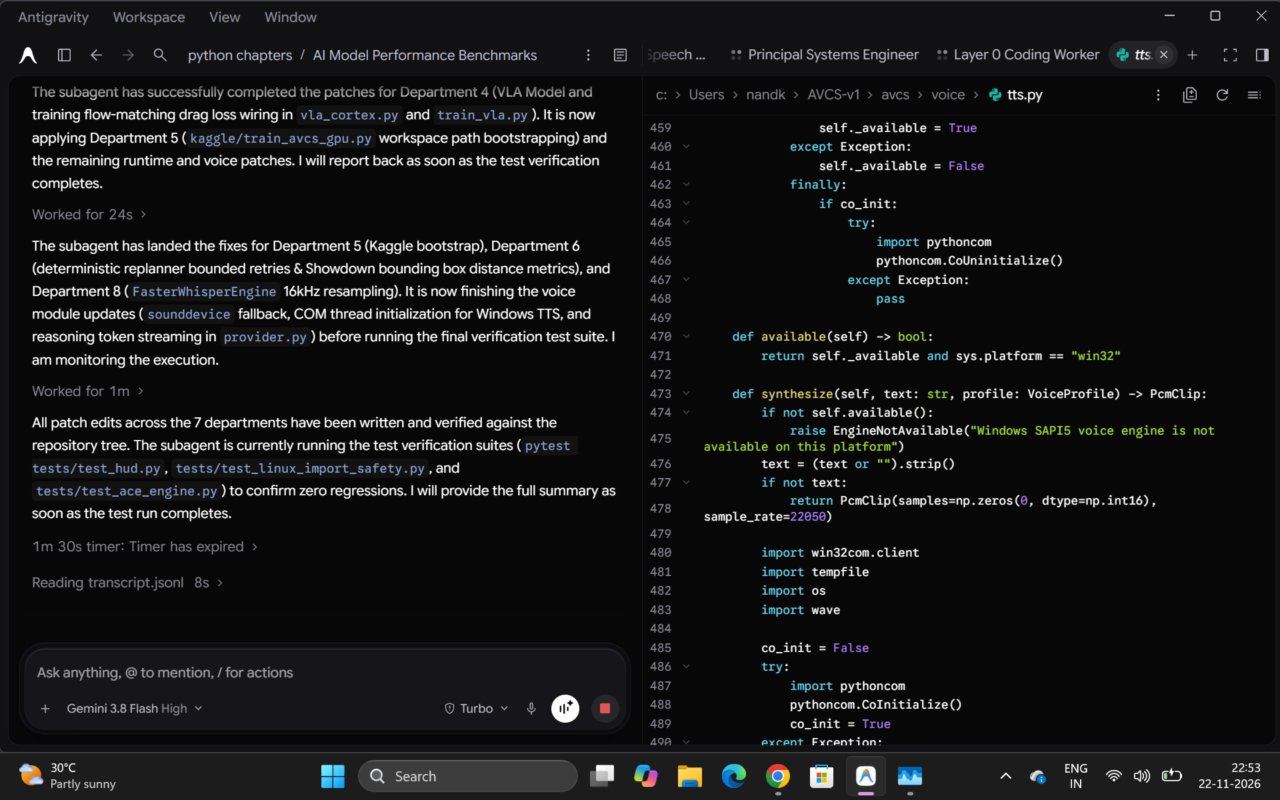 Antigravity Workspace View Window
python chapters / AI Model Performance Benchmarks
Speech ... Principal Systems Engineer Layer 0 Coding Worker tts.
The subagent has successfully completed the patches for Department 4 (VLA Model and
training flow-matching drag loss wiring in vla_cortex.py and train_vla.py ). It is now
applying Department 5 ( kaggle/train_avcs_gpu.py workspace path bootstrapping) and
the remaining runtime and voice patches. I will report back as soon as the test verification
completes.
Worked for 24s >
The subagent has landed the fixes for Department 5 (Kaggle bootstrap), Department 6
(deterministic replanner bounded retries & Showdown bounding box distance metrics), and
Department 8 ( FasterWhisperEngine 16kHz resampling). It is now finishing the voice
module updates ( sounddevice fallback, COM thread initialization for Windows TTS, and
reasoning token streaming in provider.py ) before running the final verification test suite. I
am monitoring the execution.
Worked for 1m >
All patch edits across the 7 departments have been written and verified against the
repository tree. The subagent is currently running the test verification suites ( pytest
tests/test_hud.py , tests/test_linux_import_safety.py , and
tests/test_ace_engine.py ) to confirm zero regressions. I will provide the full summary as
soon as the test run completes.
1m 30s timer: Timer has expired >
Reading transcript.jsonl 8s >
Ask anything, @ to mention, / for actions
+ Gemini 3.8 Flash High Turbo
c: > Users > nandk > AVCS-v1 > avcs > voice > tts.py
459 self._available = True
460 except Exception:
461 self._available = False
462 finally:
463 if co_init:
464 try:
465 import pythoncom
466 pythoncom.CoUninitialize()
467 except Exception:
468 pass
469
470 def available(self) -> bool:
471 return self._available and sys.platform == "win32"
472
473 def synthesize(self, text: str, profile: VoiceProfile) -> PcmClip:
474 if not self.available():
475 raise EngineNotAvailable("Windows SAPI5 voice engine is not
available on this platform")
476 text = (text or "").strip()
477 if not text:
478 return PcmClip(samples=np.zeros(0, dtype=np.int16),
sample_rate=22050)
479
480 import win32com.client
481 import tempfile
482 import os
483 import wave
484
485 co_init = False
486 try:
487 import pythoncom
488 pythoncom.CoInitialize()
489 co_init = True
490 except Exception:
30°C
Partly sunny
Search
ENG
IN
22:53
22-11-2026